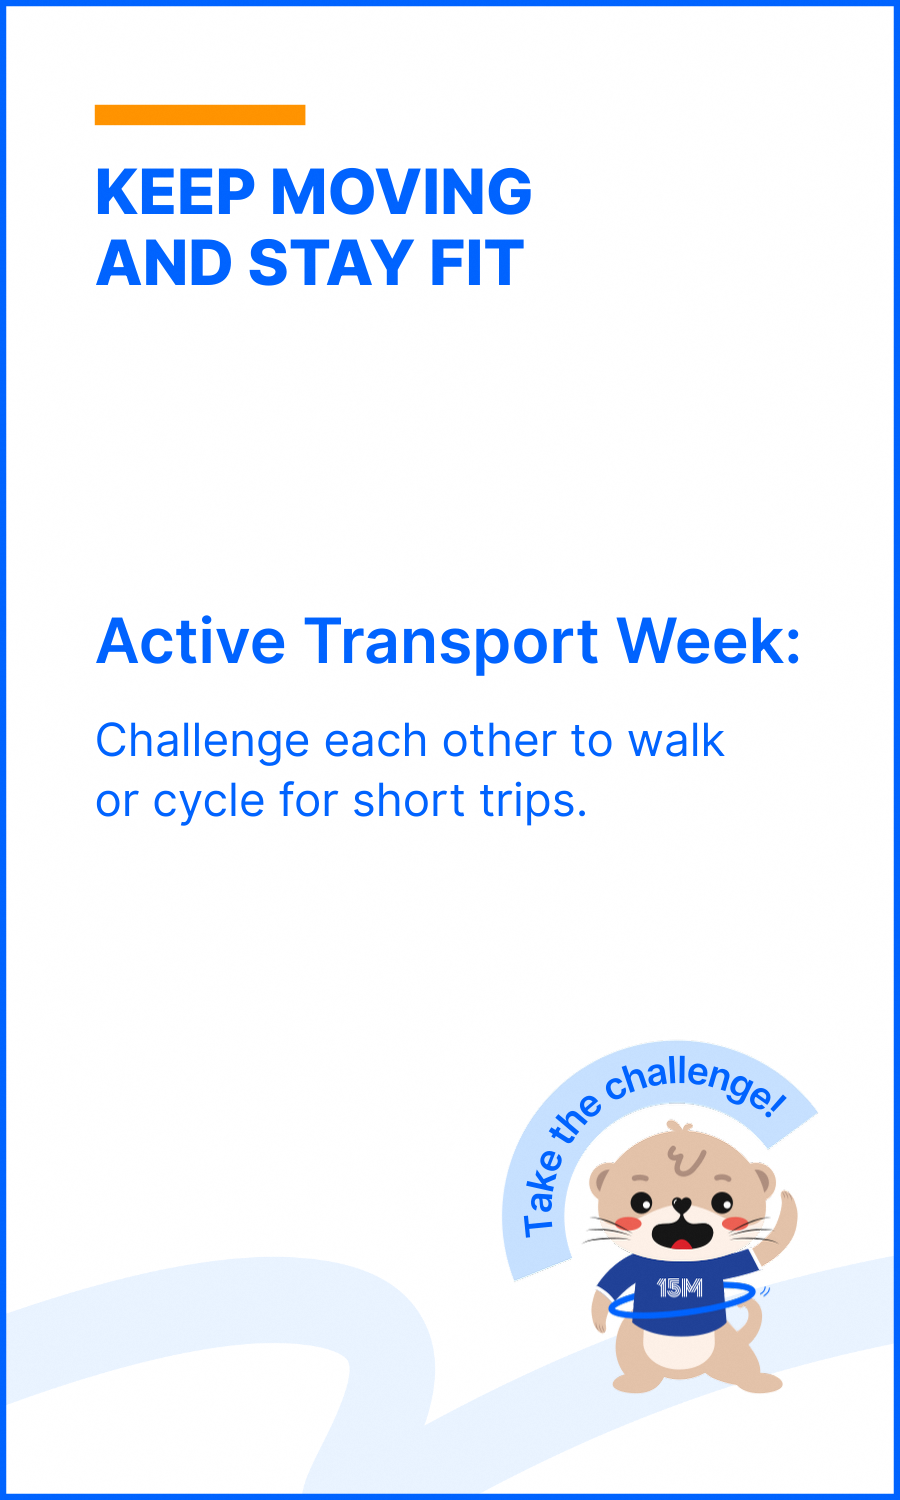 KEEP MOVING
AND STAY FIT
Active Transport Week:
Challenge each other to walk
or cycle for short trips.
Take the challenge!
15M